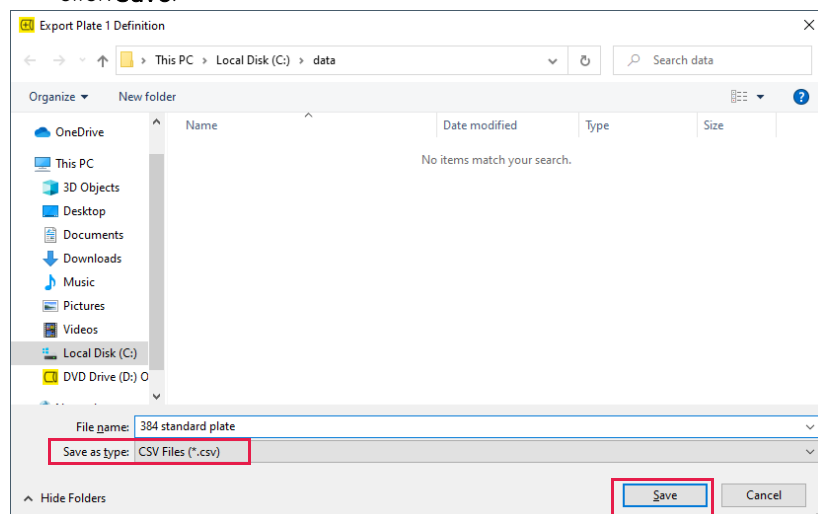 Export Plate 1 Definition
This PC > Local Disk (C:) > data
Search data
Organize New folder
Name Date modified Type Size
No items match your search.
OneDrive
This PC
3D Objects
Desktop
Documents
Downloads
Music
Pictures
Videos
Local Disk (C:)
DVD Drive (D:) O
File name: 384 standard plate
Save as type: CSV Files (*.csv)
Hide Folders
Save Cancel